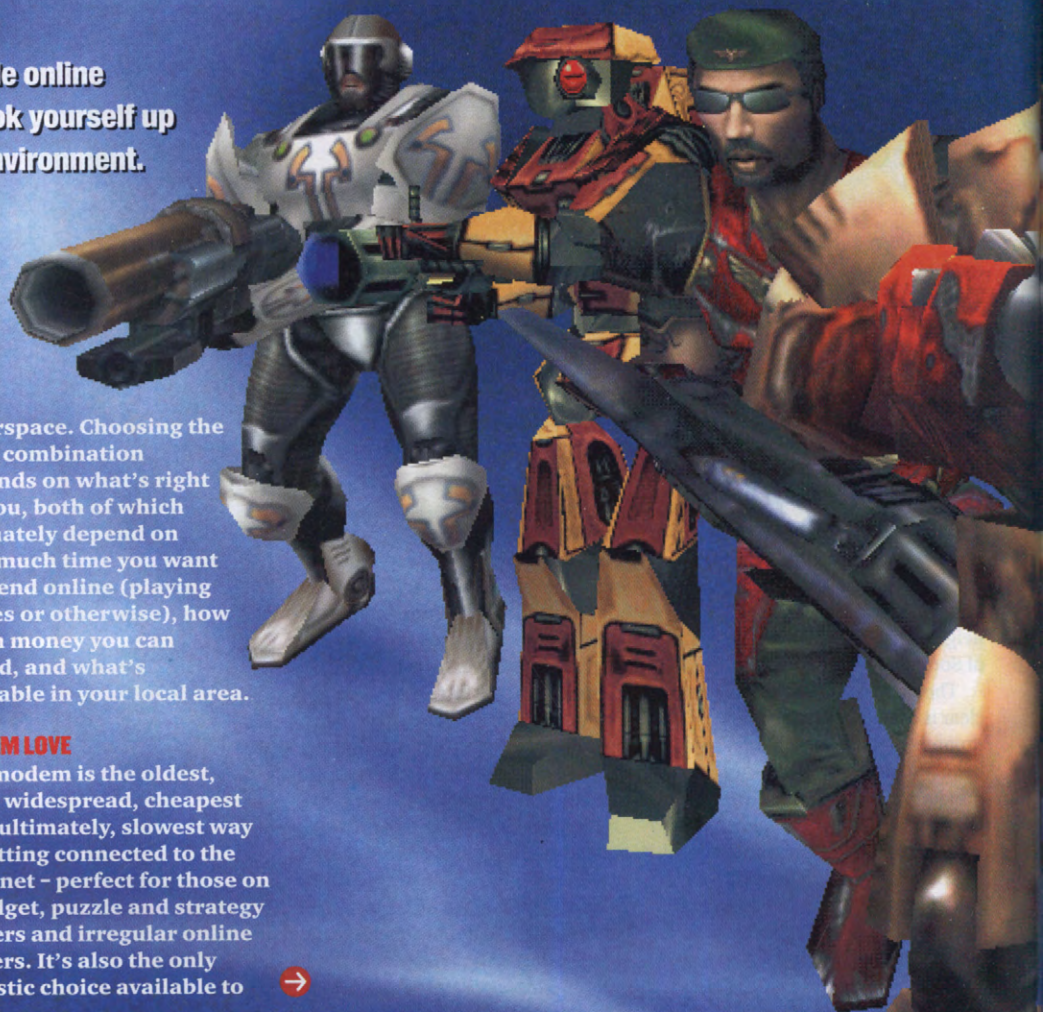 le online
ok yourself up
nvironment.
rspace. Choosing the
combination
nds on what's right
ou, both of which
nately depend on
much time you want
end online (playing
es or otherwise), how
h money you can
d, and what's
able in your local area.
M LOVE
modem is the oldest,
widespread, cheapest
ultimately, slowest way
tting connected to the
net – perfect for those on
dget, puzzle and strategy
ers and irregular online
ers. It's also the only
stic choice available to